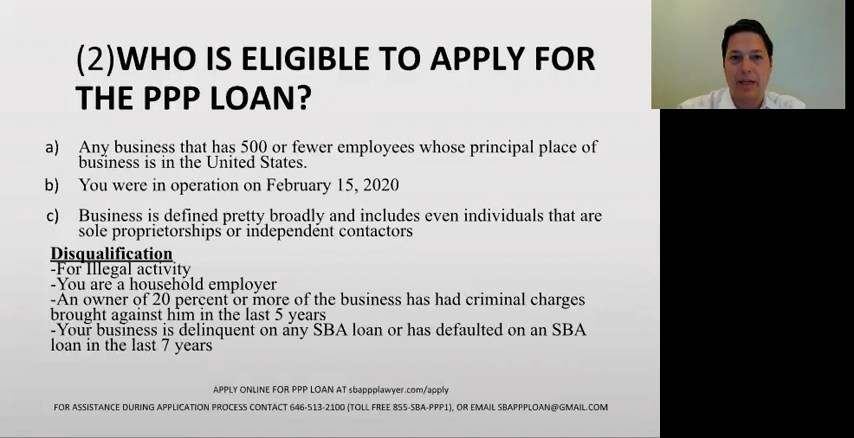 (2)WHO IS ELIGIBLE TO APPLY FOR
THE PPP LOAN?
a) Any business that has 500 or fewer employees whose principal place of
business is in the United States.
b) You were in operation on February 15, 2020
c) Business is defined pretty broadly and includes even individuals that are
sole proprietorships or independent contactors
Disqualification
-For Illegal activity
-You are a household employer
-An owner of 20 percent or more of the business has had criminal charges
brought against him in the last 5 years
-Your business is delinquent on any SBA loan or has defaulted on an SBA
loan in the last 7 years
APPLY ONLINE FOR PPP LOAN AT sbappplawyer.com/apply
FOR ASSISTANCE DURING APPLICATION PROCESS CONTACT 646-513-2100 (TOLL FREE 855-SBA-PPP1), OR EMAIL SBAPPPLOAN@GMAIL.COM